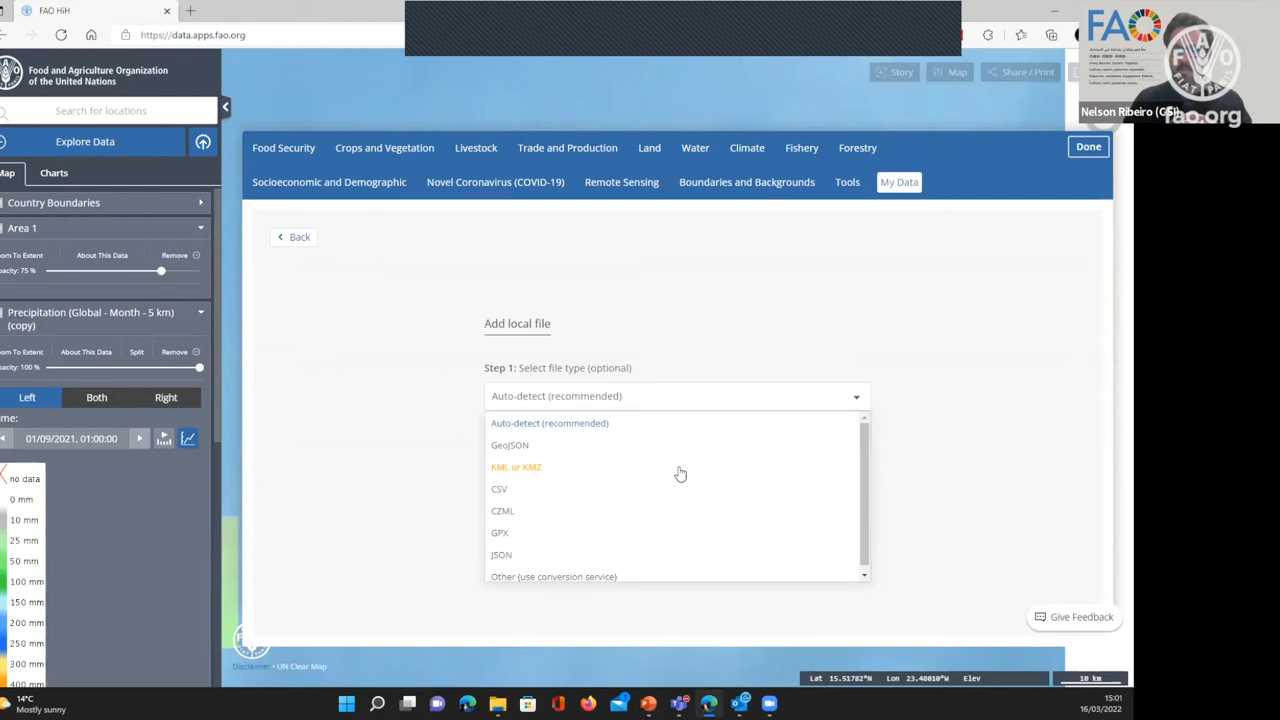 FAO HiH
https://data.apps.fao.org
Food and Agriculture Organization
of the United Nations
Search for locations
Explore Data
Map
Charts
Country Boundaries
Area 1
About This Data
Remove
Opacity: 75 %
Precipitation (Global - Month - 5 km)
(copy)
About This Data
Split
Remove
Opacity: 100 %
Left
Both
Right
Time:
01/09/2021, 01:00:00
no data
0 mm
10 mm
25 mm
50 mm
100 mm
150 mm
200 mm
250 mm
300 mm
400 mm
Story
Map
Share / Print
Food Security
Crops and Vegetation
Livestock
Trade and Production
Land
Water
Climate
Fishery
Forestry
Done
Socioeconomic and Demographic
Novel Coronavirus (COVID-19)
Remote Sensing
Boundaries and Backgrounds
Tools
My Data
Back
Add local file
Step 1: Select file type (optional)
Auto-detect (recommended)
Auto-detect (recommended)
GeoJSON
KML or KMZ
CSV
CZML
GPX
JSON
Other (use conversion service)
Give Feedback
Disclaimer • UN Clear Map
Lat 15.51782°N Lon 23.48010°W Elev
10 km
FAO
Nelson Ribeiro (CSI)
FIAT PANIS
fao.org
14°C
Mostly sunny
15:01
16/03/2022